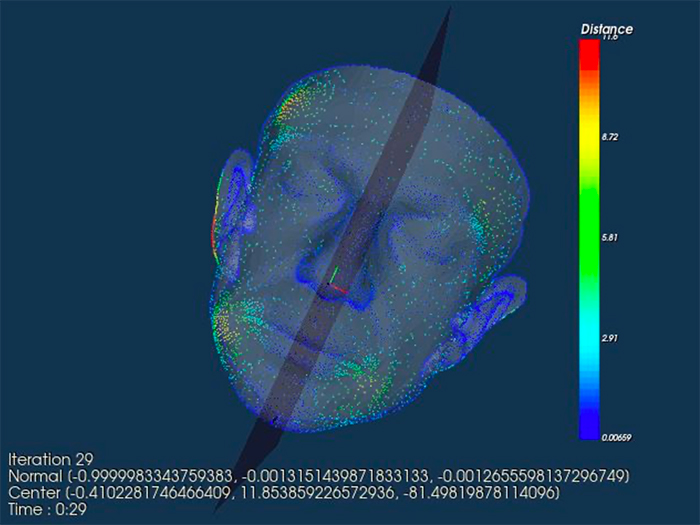 Distance
11.6
8.72
5.81
2.91
0.00659
Iteration 29
Normal [-0.9999983343759383, -0.0013151439871833133, -0.0012655598137296749]
Center [-0.4102281746466409, 11.853859226572936, -81.49819878114096]
Time : 0:29